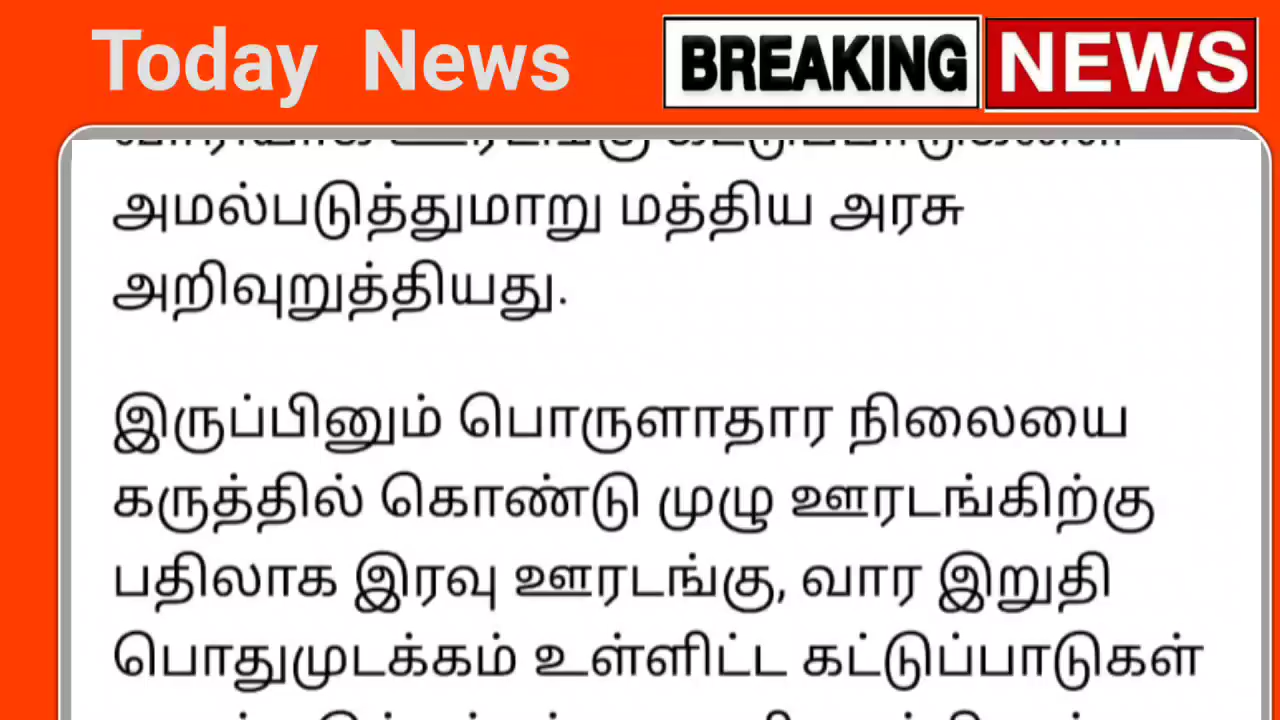 Today News
BREAKING NEWS
அமல்படுத்துமாறு மத்திய அரசு
அறிவுறுத்தியது.
இருப்பினும் பொருளாதார நிலையை
கருத்தில் கொண்டு முழு ஊரடங்கிற்கு
பதிலாக இரவு ஊரடங்கு, வார இறுதி
பொதுமுடக்கம் உள்ளிட்ட கட்டுப்பாடுகள்